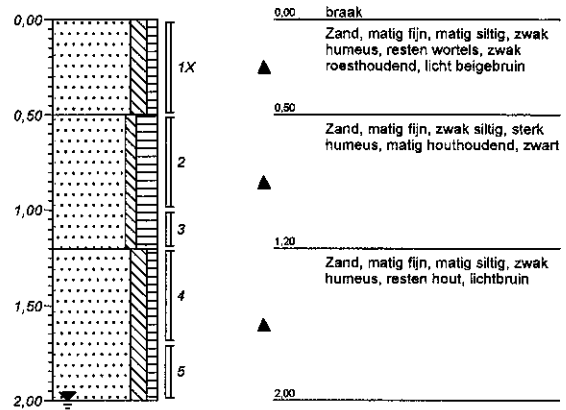 0,00
0,50
1,00
1,50
2,00
1X
2
3
4
5
0,00 braak
Zand, matig fijn, matig siltig, zwak
humeus, resten wortels, zwak
roesthoudend, licht beigebruin
0,50
Zand, matig fijn, zwak siltig, sterk
humeus, matig houthoudend, zwart
1,20
Zand, matig fijn, matig siltig, zwak
humeus, resten hout, lichtbruin
2,00